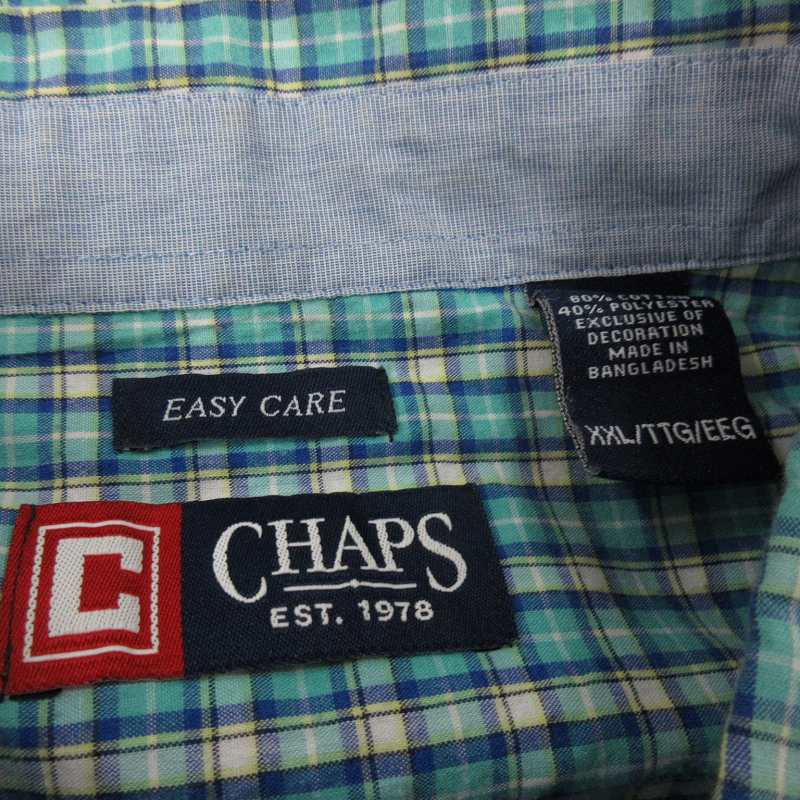 60% COTTON
40% POLYESTER
EXCLUSIVE OF
DECORATION
MADE IN
BANGLADESH
XXL/TTG/EEG
EASY CARE
C
CHAPS
EST. 1978